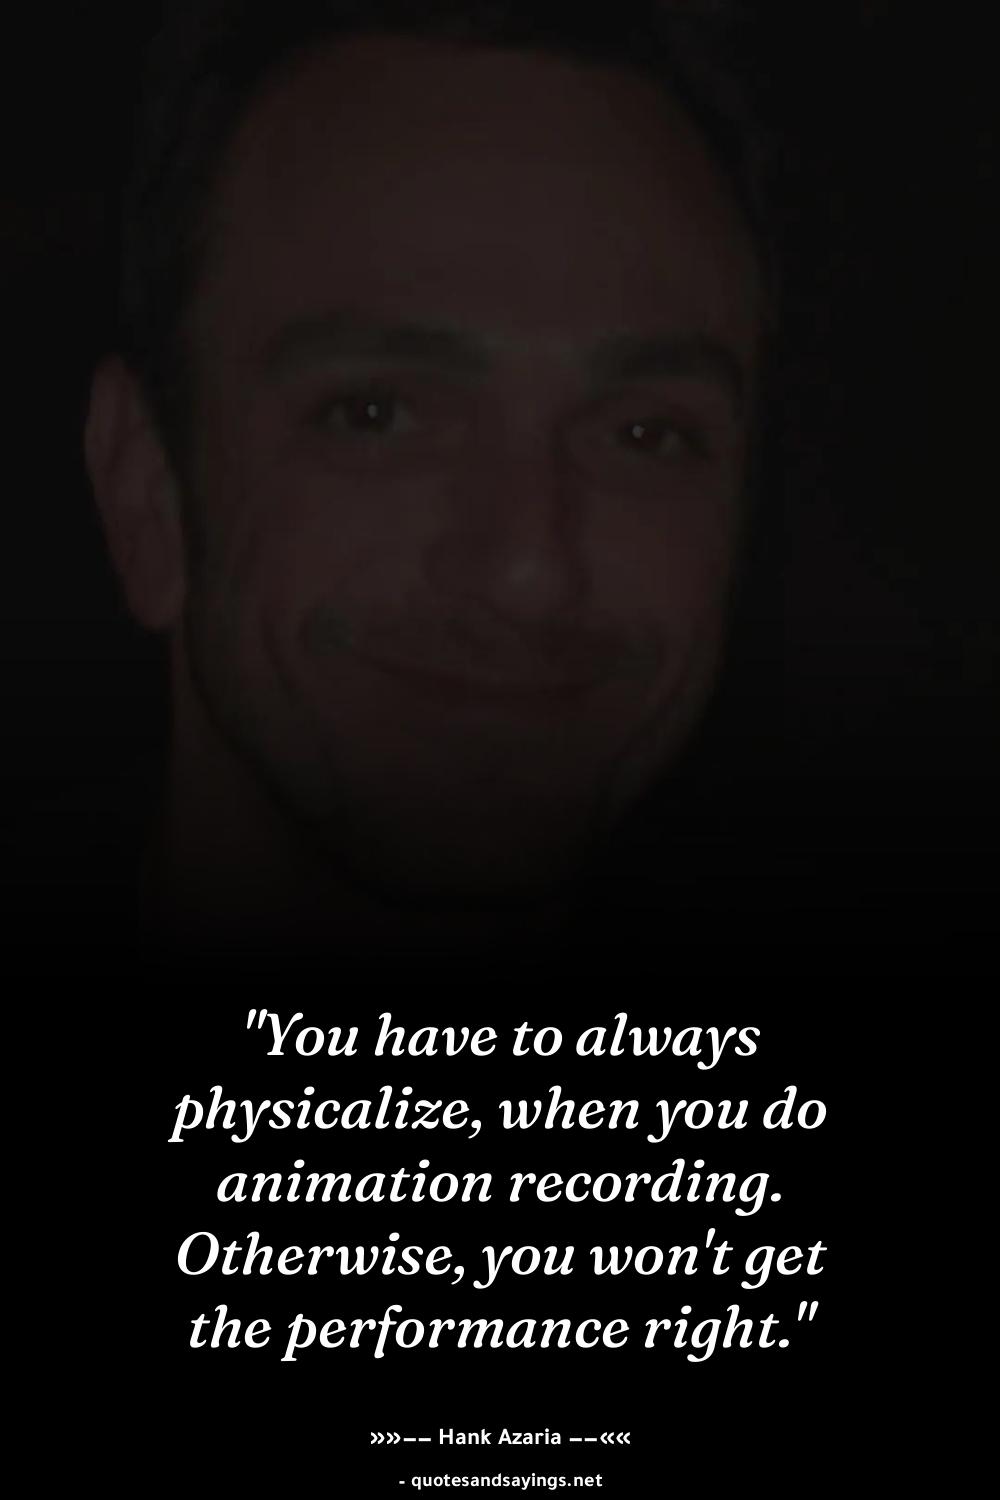 "You have to always
physicalize, when you do
animation recording.
Otherwise, you won't get
the performance right."
»»−− Hank Azaria −−««
- quotesandsayings.net